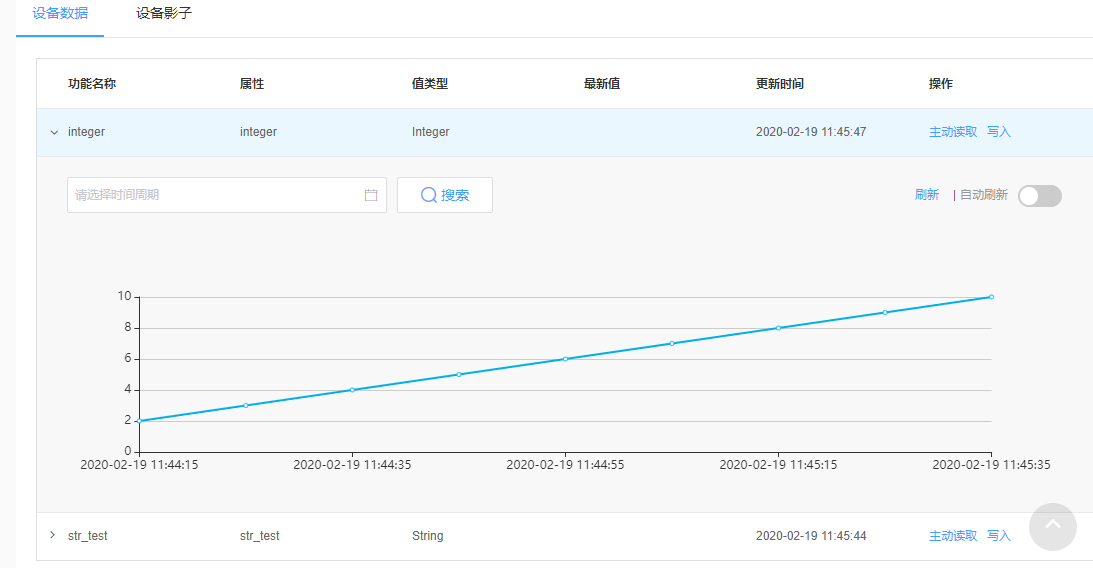 设备数据 设备影子
功能名称 属性 值类型 最新值 更新时间 操作
integer integer Integer 2020-02-19 11:45:47 主动读取 写入
请选择时间周期 搜索 刷新 | 自动刷新
10
8
6
4
2
0
2020-02-19 11:44:15 2020-02-19 11:44:35 2020-02-19 11:44:55 2020-02-19 11:45:15 2020-02-19 11:45:35
str_test str_test String 2020-02-19 11:45:44 主动读取 写入